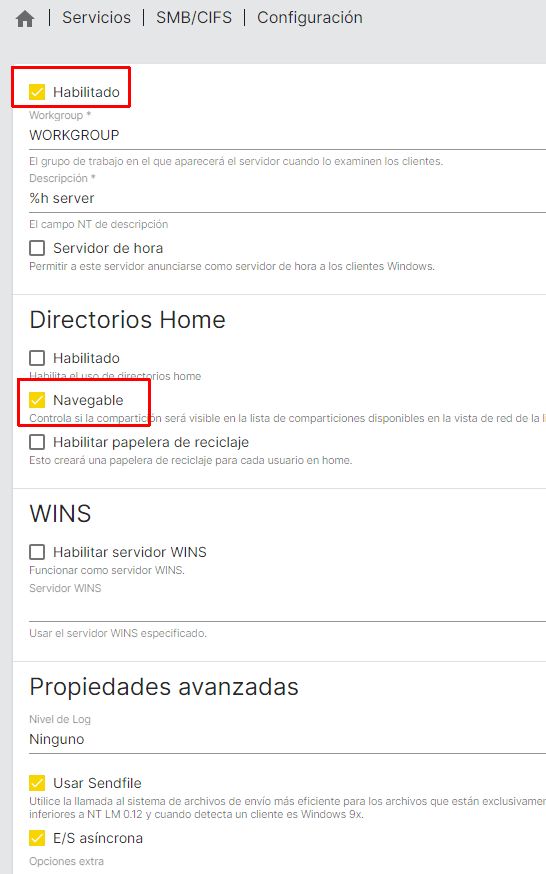 Servicios | SMB/CIFS | Configuración
Habilitado
Workgroup *
WORKGROUP
El grupo de trabajo en el que aparecerá el servidor cuando lo examinen los clientes.
Descripción *
%h server
El campo NT de descripción
Servidor de hora
Permitir a este servidor anunciarse como servidor de hora a los clientes Windows.
Directorios Home
Habilitado
Habilita el uso de directorios home
Navegable
Controla si la compartición será visible en la lista de comparticiones disponibles en la vista de red de la l
Habilitar papelera de reciclaje
Esto creará una papelera de reciclaje para cada usuario en home.
WINS
Habilitar servidor WINS
Funcionar como servidor WINS.
Servidor WINS
Usar el servidor WINS especificado.
Propiedades avanzadas
Nivel de Log
Ninguno
Usar Sendfile
Utilice la llamada al sistema de archivos de envío más eficiente para los archivos que están exclusivamen
inferiores a NT LM 0.12 y cuando detecta un cliente es Windows 9x.
E/S asíncrona
Opciones extra